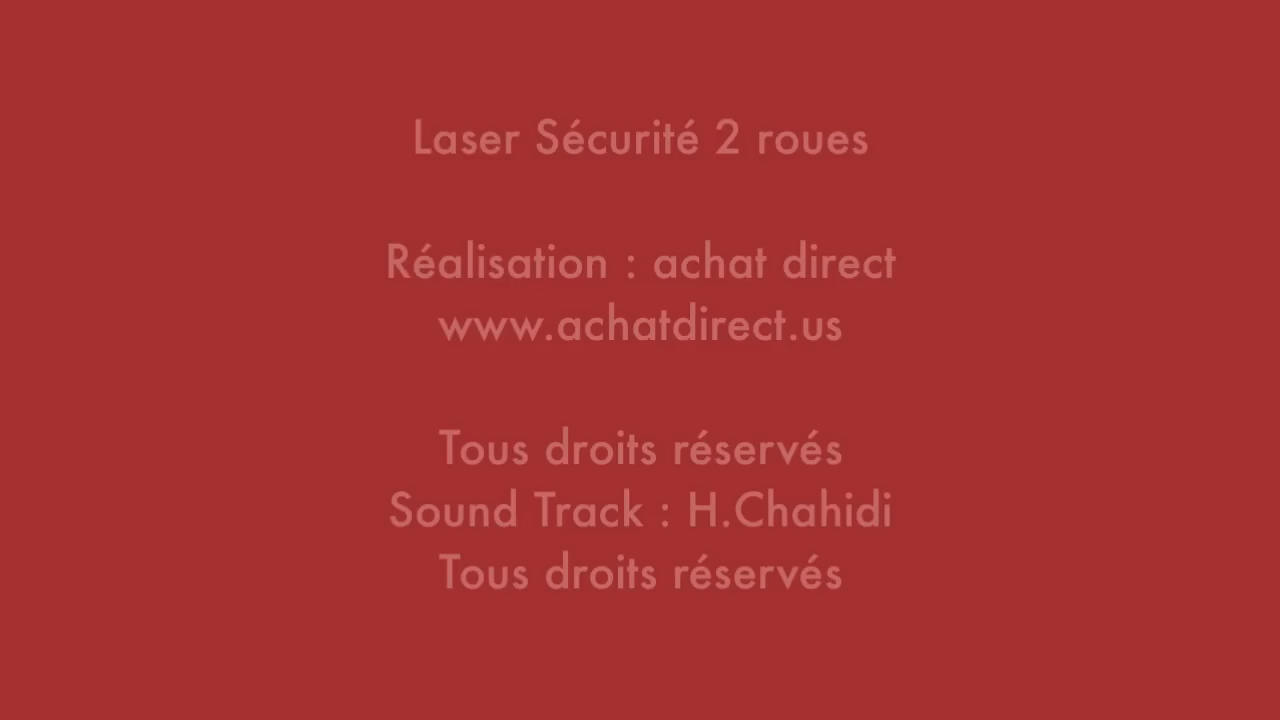 Laser Sécurité 2 roues
Réalisation : achat direct
www.achatdirect.us
Tous droits réservés
Sound Track : H.Chahidi
Tous droits réservés